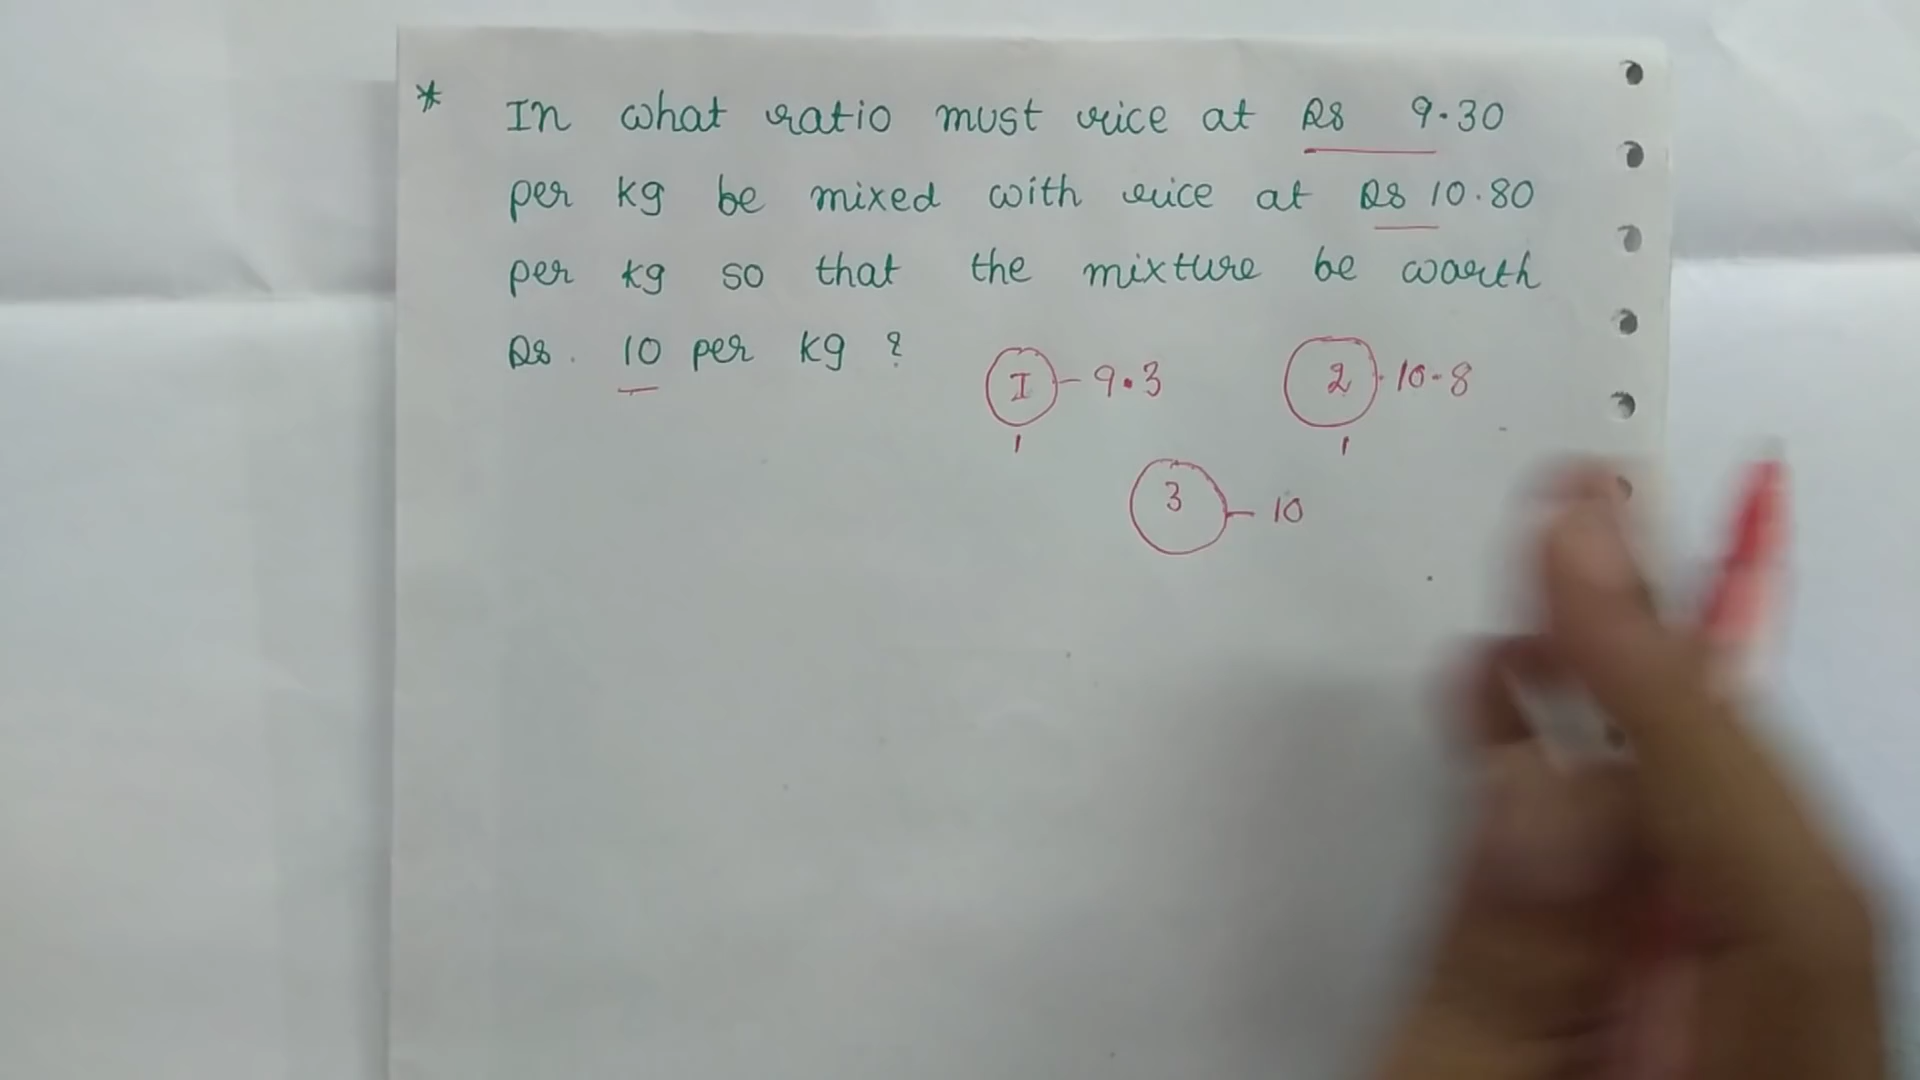 * In what ratio must rice at Rs 9.30
per kg be mixed with rice at Rs 10.80
per kg so that the mixture be worth
Rs. 10 per kg ?
I - 9.3
2 - 10.8
1 1
3 - 10